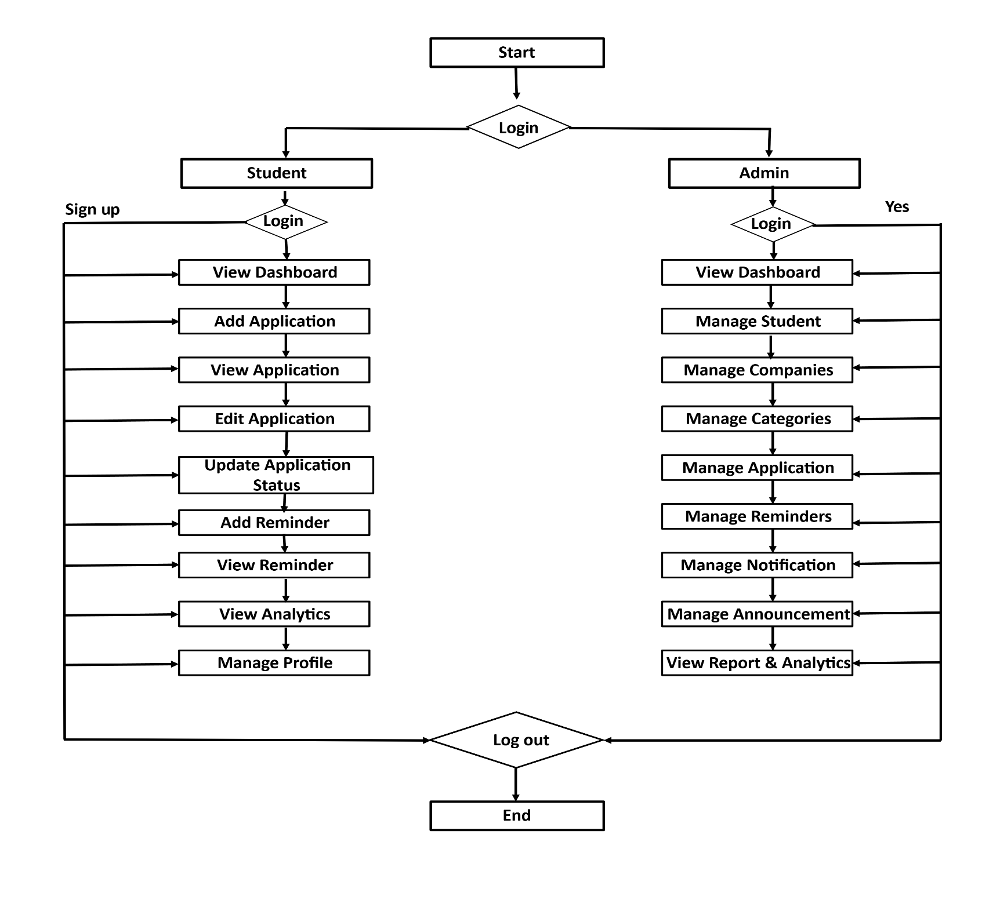 Start
Login
Student
Admin
Sign up
Login
Login
Yes
View Dashboard
View Dashboard
Add Application
Manage Student
View Application
Manage Companies
Edit Application
Manage Categories
Update Application
Status
Manage Application
Add Reminder
Manage Reminders
View Reminder
Manage Notification
View Analytics
Manage Announcement
Manage Profile
View Report & Analytics
Log out
End